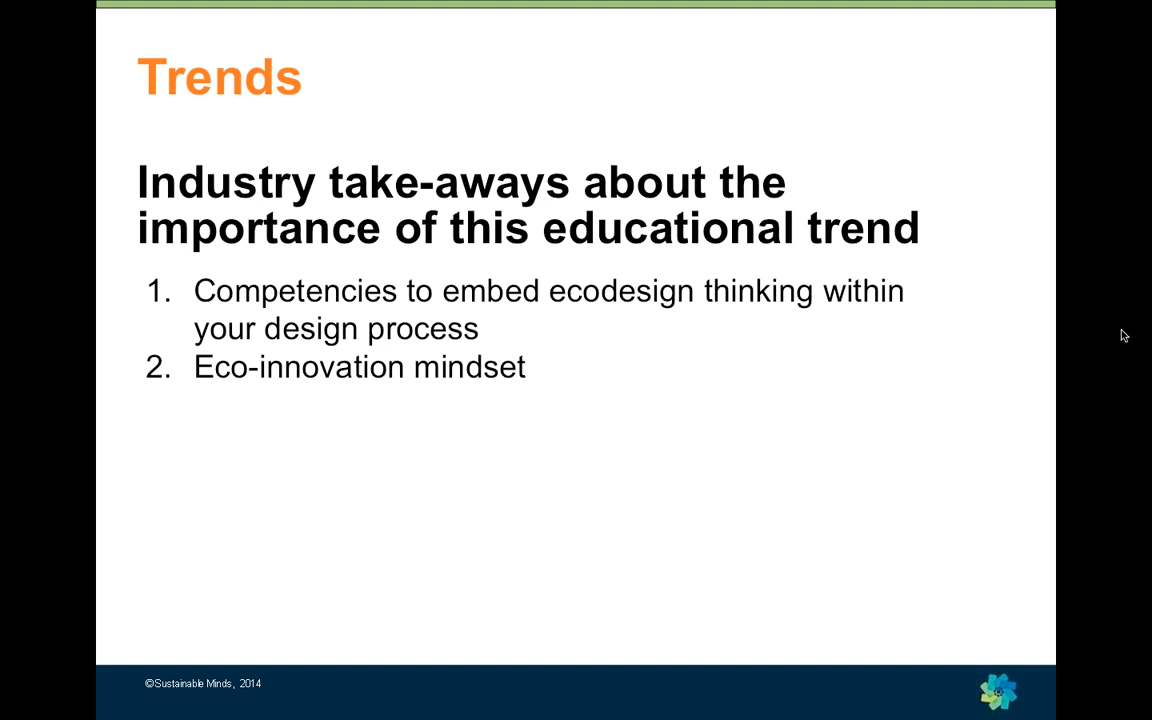 Trends
Industry take-aways about the
importance of this educational trend
1. Competencies to embed ecodesign thinking within
your design process
2. Eco-innovation mindset
©Sustainable Minds, 2014